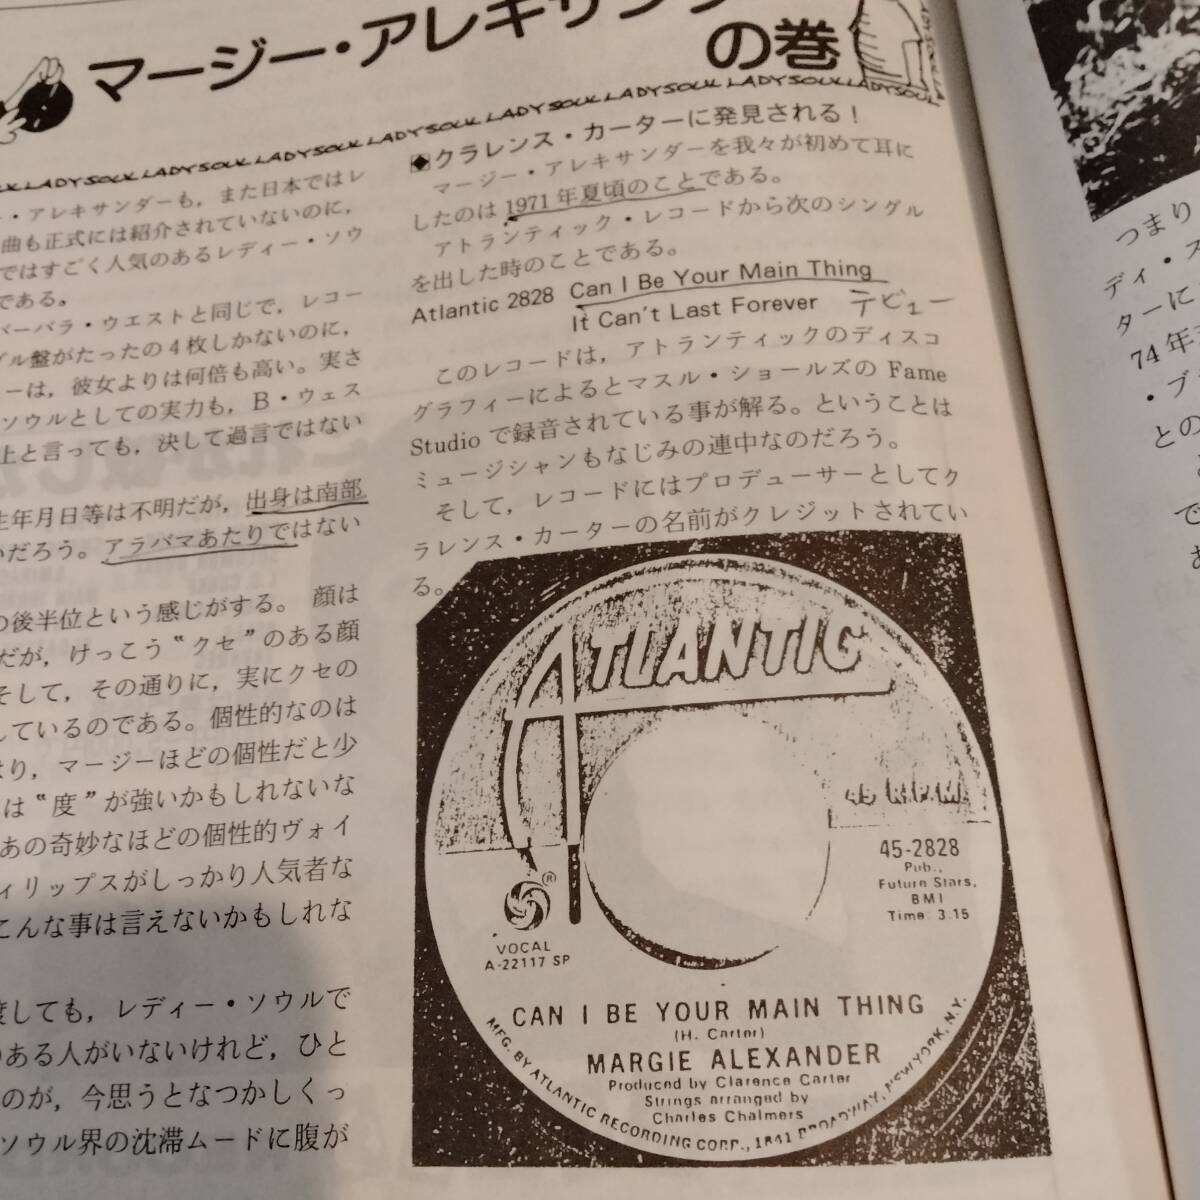 マージー・アレキサンダー
の巻
LADYSOUL LADYSOUL LADYSOUL LADYSOUL LADYSOUL LADYSOUL LADYSOUL
・アレキサンダーも，また日本ではレ
曲も正式には紹介されていないのに，
ではすごく人気のあるレディー・ソウ
である。
バーバラ・ウエストと同じで，レコー
グル盤がたったの4枚しかないのに，
ーは，彼女よりは何倍も高い。実さ
ソウルとしての実力も，B・ウェス
上と言っても，決して過言ではない
生年月日等は不明だが，出身は南部
いだろう。アラバマあたりではない
の後半位という感じがする。顔は
だが，けっこう“クセ”のある顔
そして，その通りに，実にクセの
しているのである。個性的なのは
はり，マージーほどの個性だと少
は“度”が強いかもしれないな
あの奇妙なほどの個性的ヴォイ
ィリップスがしっかり人気者な
こんな事は言えないかもしれな
しても，レディー・ソウルで
のある人がいないけれど，ひと
のが，今思うとなつかしくっ
ソウル界の沈滞ムードに腹が
◆クラレンス・カーターに発見される！
マージー・アレキサンダーを我々が初めて耳に
したのは1971年夏頃のことである。
アトランティック・レコードから次のシングル
を出した時のことである。
Atlantic 2828 Can I Be Your Main Thing
It Can't Last Forever デビュー
このレコードは，アトランティックのディスコ
グラフィーによるとマスル・ショールズのFame
Studioで録音されている事が解る。ということは
ミュージシャンもなじみの連中なのだろう。
そして，レコードにはプロデューサーとしてク
ラレンス・カーターの名前がクレジットされてい
る。
ATLANTIC
45 R.P.M.
45-2828
Pub.,
Future Stars,
BMI
Time: 3.15
®
VOCAL
A-22117 SP
CAN I BE YOUR MAIN THING
(H. Carter)
MARGIE ALEXANDER
Produced by Clarence Carter
Strings arranged by
Charles Chalmers
MFG. BY ATLANTIC RECORDING CORP., 1841 BROADWAY, NEW YORK, N.Y.
つまり
ディ・ス
ターに
74年
・ブ
との
で